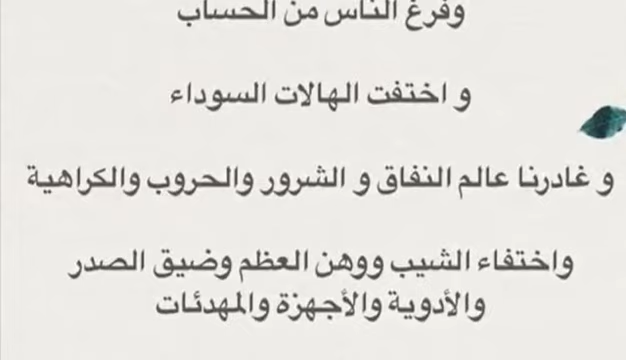 وفرغ الناس من الحساب
و اختفت الهالات السوداء
و غادرنا عالم النفاق و الشرور والحروب والكراهية
واختفاء الشيب ووهن العظم وضيق الصدر
والأدوية والأجهزة والمهدئات